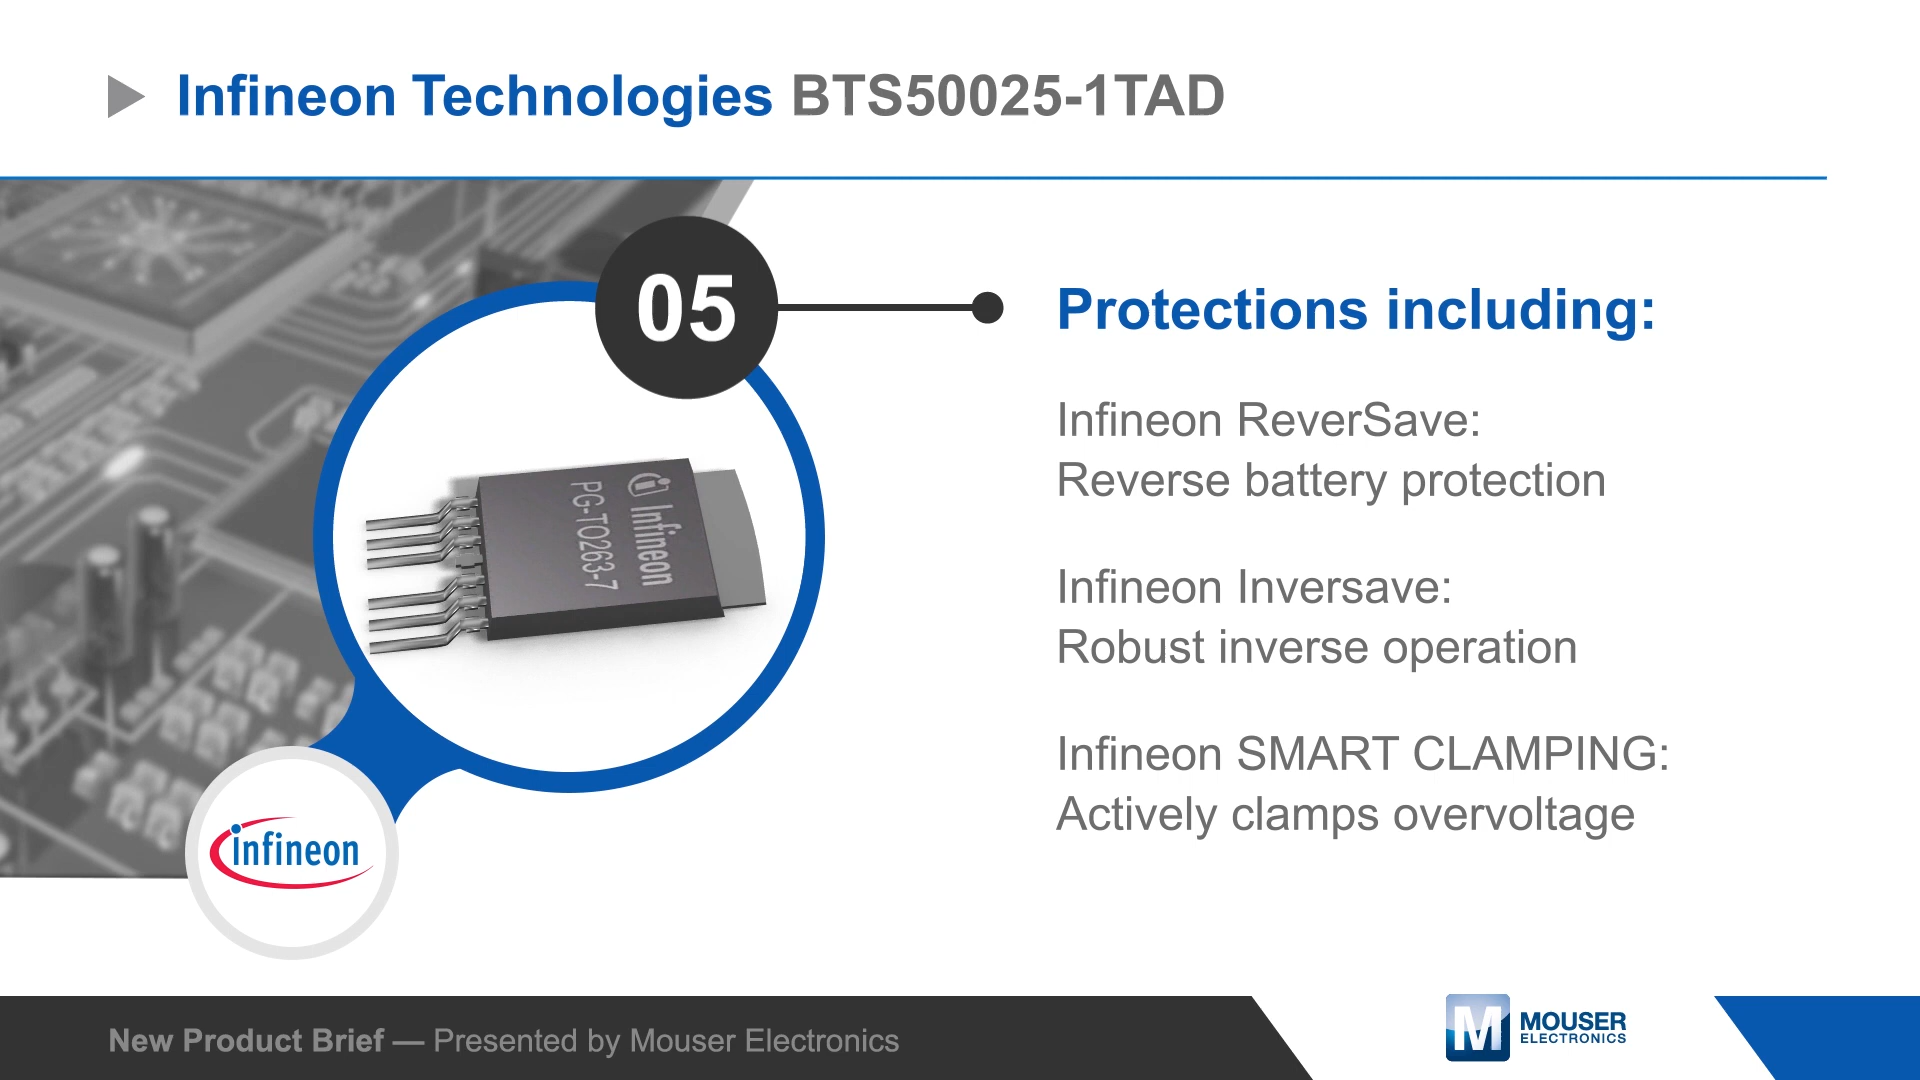 Infineon Technologies BTS50025-1TAD
05
Protections including:
Infineon ReverSave:
Reverse battery protection
Infineon Inversave:
Robust inverse operation
Infineon SMART CLAMPING:
Actively clamps overvoltage
Infineon
PG-TO263-7
infineon
New Product Brief — Presented by Mouser Electronics
M
MOUSER
ELECTRONICS